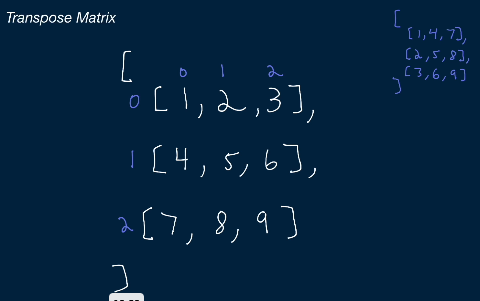 Transpose Matrix
[
[1,4,7],
[2,5,8],
[3,6,9]
]
[
0 1 2
0 [1, 2, 3],
1 [4, 5, 6],
2 [7, 8, 9]
]